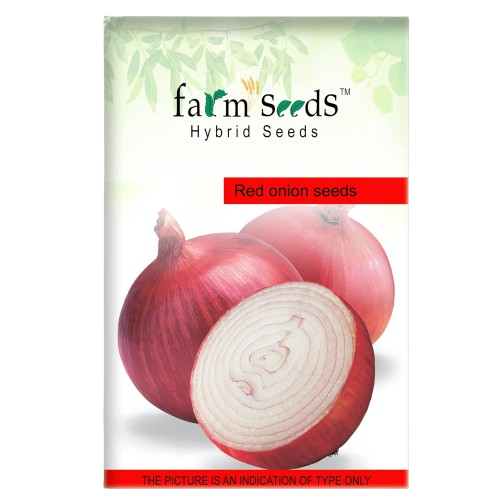 farm seeds™
Hybrid Seeds
Red onion seeds
THE PICTURE IS AN INDICATION OF TYPE ONLY